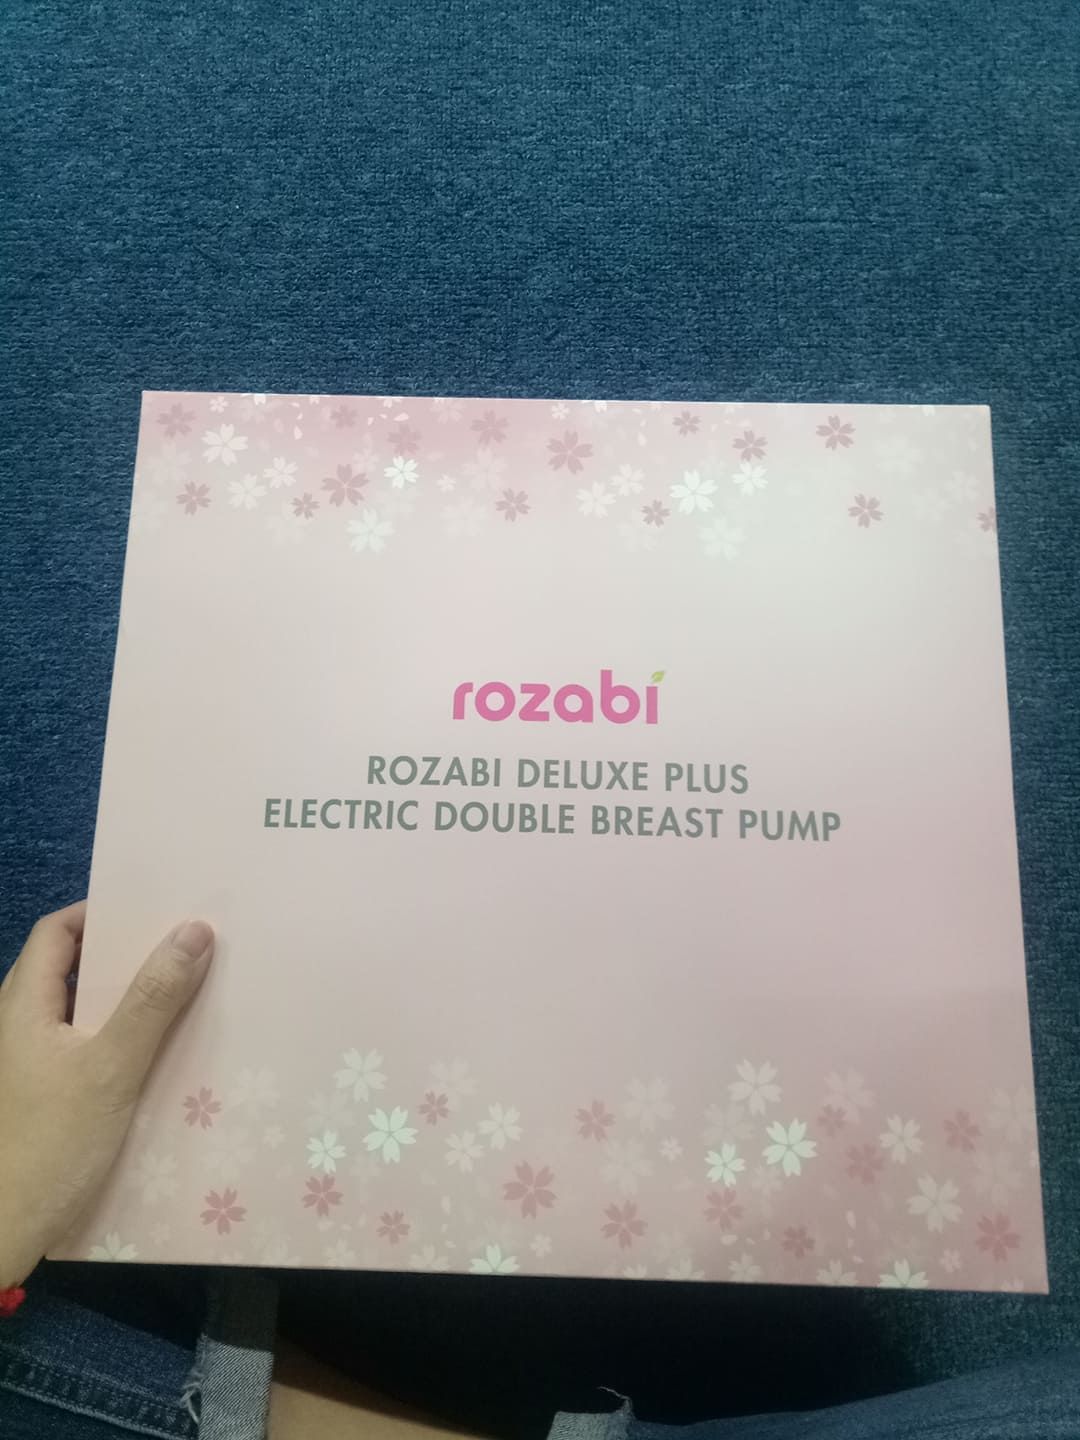 rozabi
ROZABI DELUXE PLUS
ELECTRIC DOUBLE BREAST PUMP